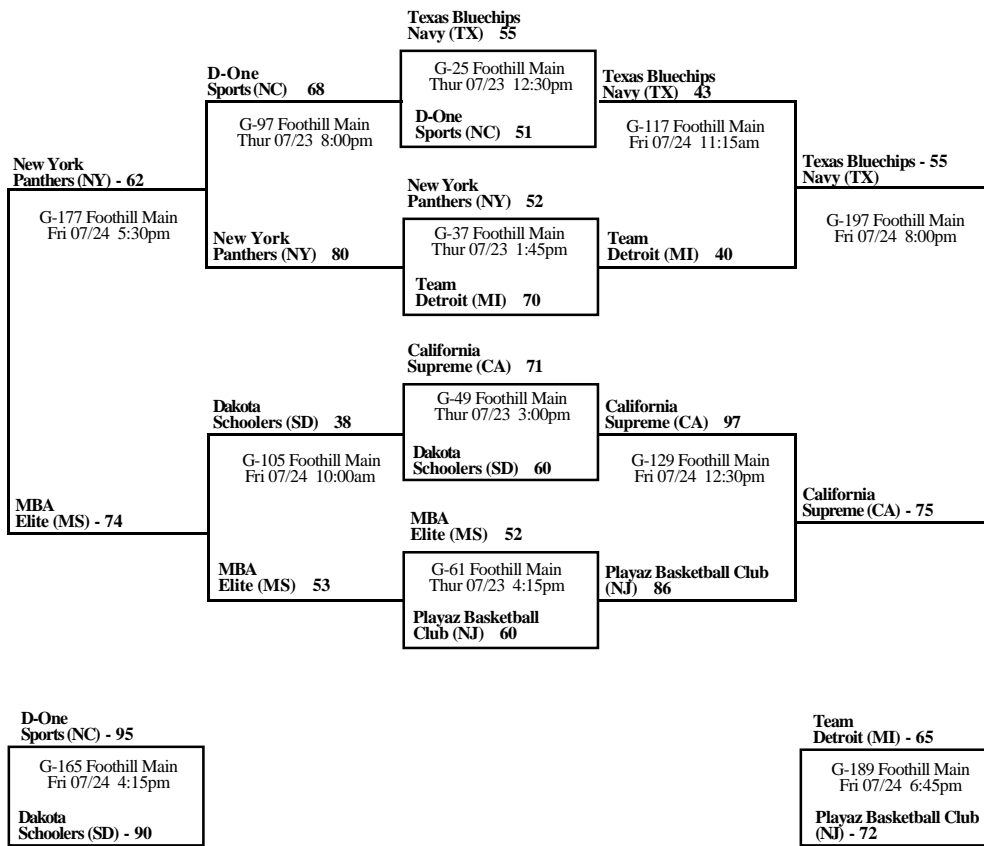 Texas Bluechips
Navy (TX) 55
G-25 Foothill Main
Thur 07/23 12:30pm
D-One
Sports (NC) 51
D-One
Sports (NC) 68
G-97 Foothill Main
Thur 07/23 8:00pm
New York
Panthers (NY) 80
Texas Bluechips
Navy (TX) 43
G-117 Foothill Main
Fri 07/24 11:15am
Team
Detroit (MI) 40
New York
Panthers (NY) - 62
G-177 Foothill Main
Fri 07/24 5:30pm
MBA
Elite (MS) - 74
Texas Bluechips - 55
Navy (TX)
G-197 Foothill Main
Fri 07/24 8:00pm
California
Supreme (CA) - 75
New York
Panthers (NY) 52
G-37 Foothill Main
Thur 07/23 1:45pm
Team
Detroit (MI) 70
California
Supreme (CA) 71
G-49 Foothill Main
Thur 07/23 3:00pm
Dakota
Schoolers (SD) 60
Dakota
Schoolers (SD) 38
G-105 Foothill Main
Fri 07/24 10:00am
MBA
Elite (MS) 53
California
Supreme (CA) 97
G-129 Foothill Main
Fri 07/24 12:30pm
Playaz Basketball Club
(NJ) 86
MBA
Elite (MS) 52
G-61 Foothill Main
Thur 07/23 4:15pm
Playaz Basketball
Club (NJ) 60
D-One
Sports (NC) - 95
G-165 Foothill Main
Fri 07/24 4:15pm
Dakota
Schoolers (SD) - 90
Team
Detroit (MI) - 65
G-189 Foothill Main
Fri 07/24 6:45pm
Playaz Basketball Club
(NJ) - 72